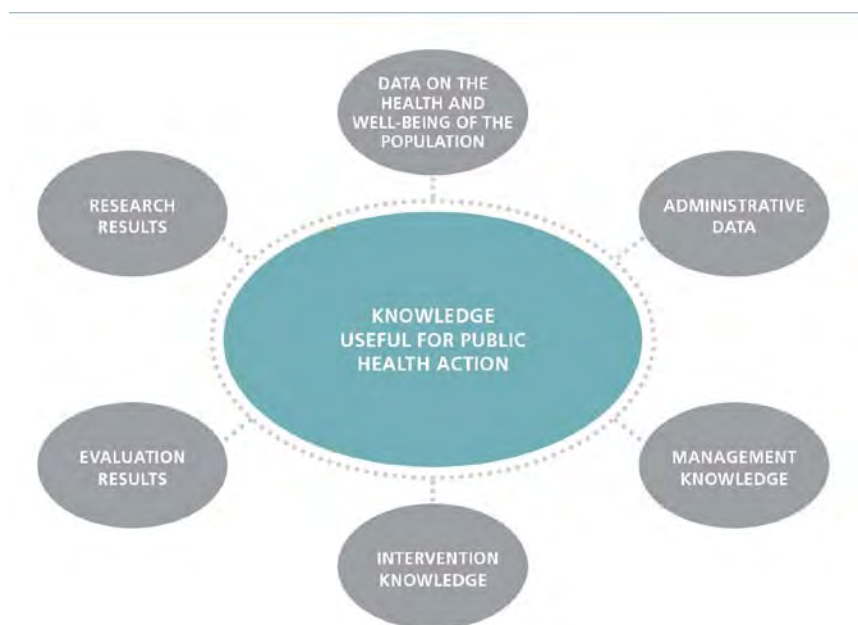 DATA ON THE
HEALTH AND
WELL-BEING OF THE
POPULATION
RESEARCH
RESULTS
ADMINISTRATIVE
DATA
KNOWLEDGE
USEFUL FOR PUBLIC
HEALTH ACTION
EVALUATION
RESULTS
MANAGEMENT
KNOWLEDGE
INTERVENTION
KNOWLEDGE